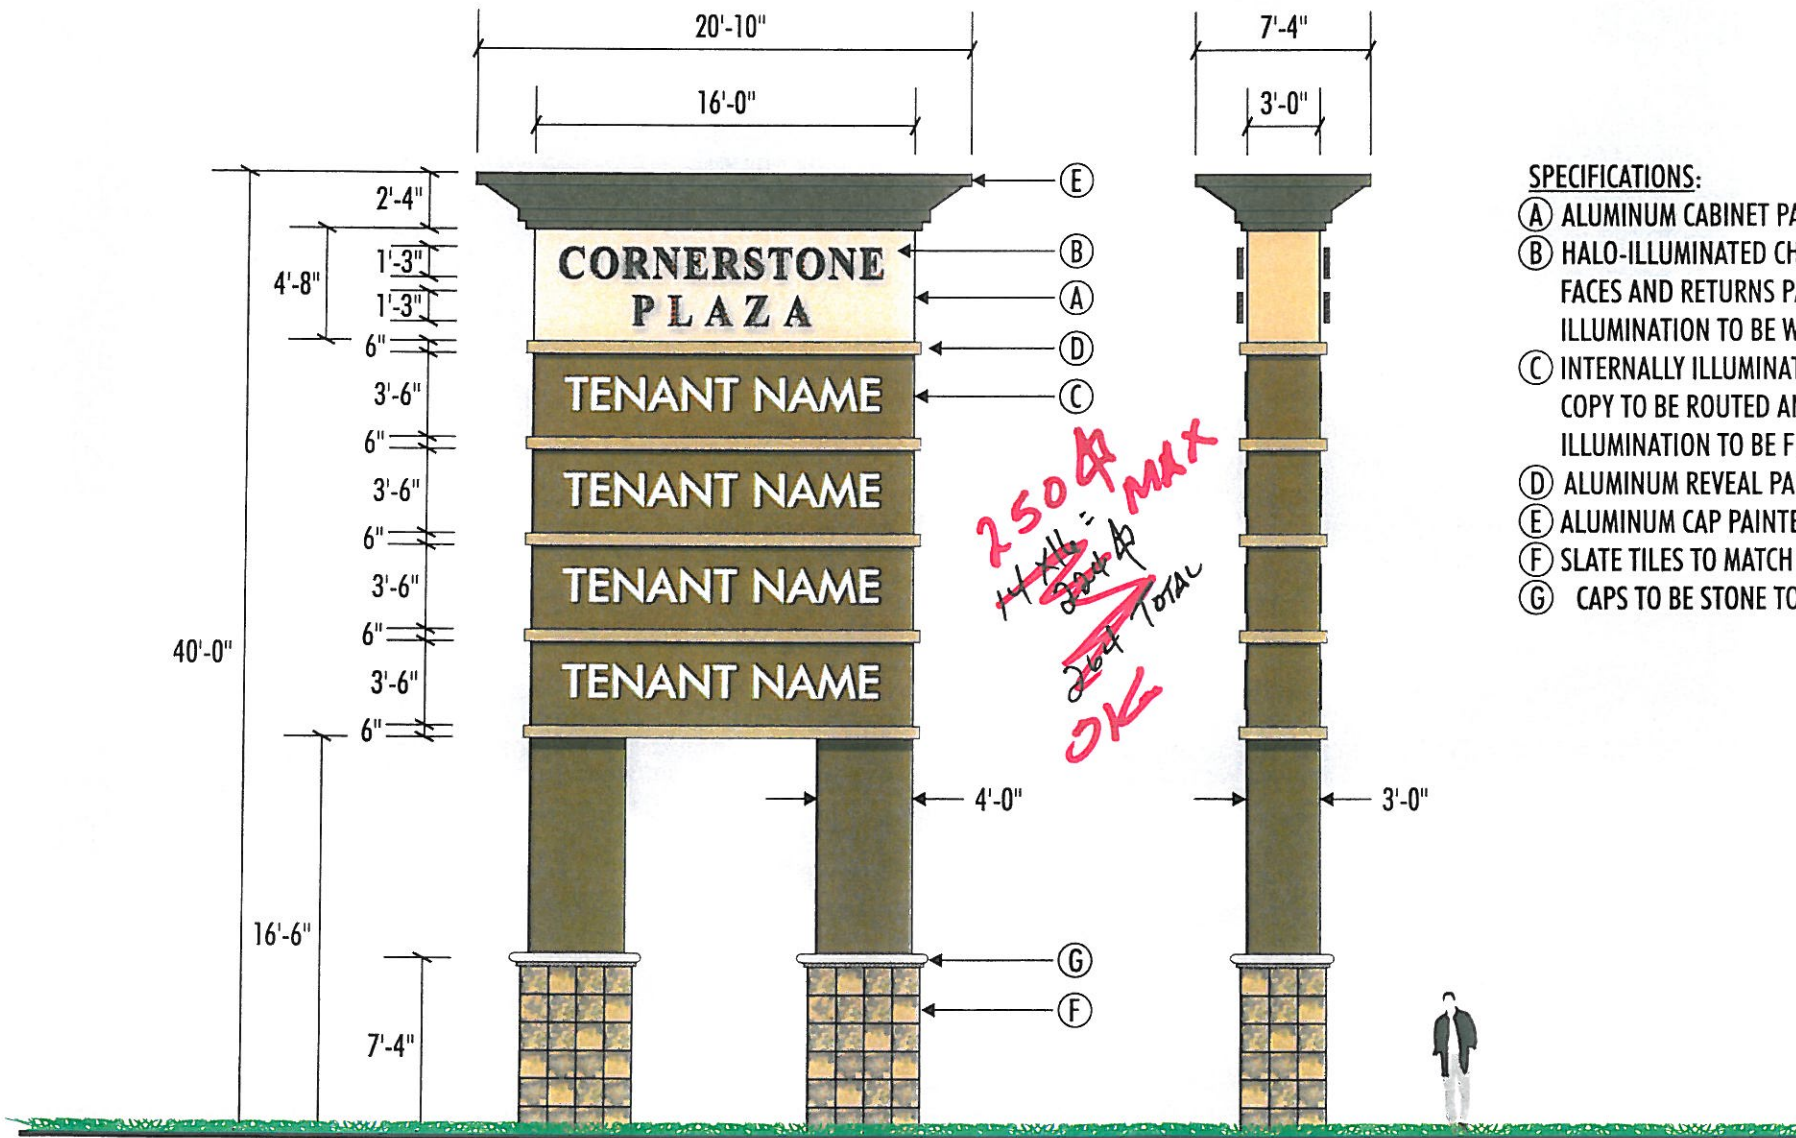 20'-10"
7'-4"
16'-0"
3'-0"
2'-4"
4'-8"
1'-3"
1'-3"
6"
3'-6"
6"
3'-6"
6"
3'-6"
6"
3'-6"
6"
40'-0"
16'-6"
7'-4"
CORNERSTONE
PLAZA
TENANT NAME
TENANT NAME
TENANT NAME
TENANT NAME
E
B
A
D
C
250 MAX
14 x 16 =
224
264 TOTAL
OK
4'-0"
3'-0"
G
F
SPECIFICATIONS:
A ALUMINUM CABINET PA
B HALO-ILLUMINATED CH
FACES AND RETURNS PA
ILLUMINATION TO BE W
C INTERNALLY ILLUMINAT
COPY TO BE ROUTED AN
ILLUMINATION TO BE F
D ALUMINUM REVEAL PA
E ALUMINUM CAP PAINTE
F SLATE TILES TO MATCH
G CAPS TO BE STONE TO